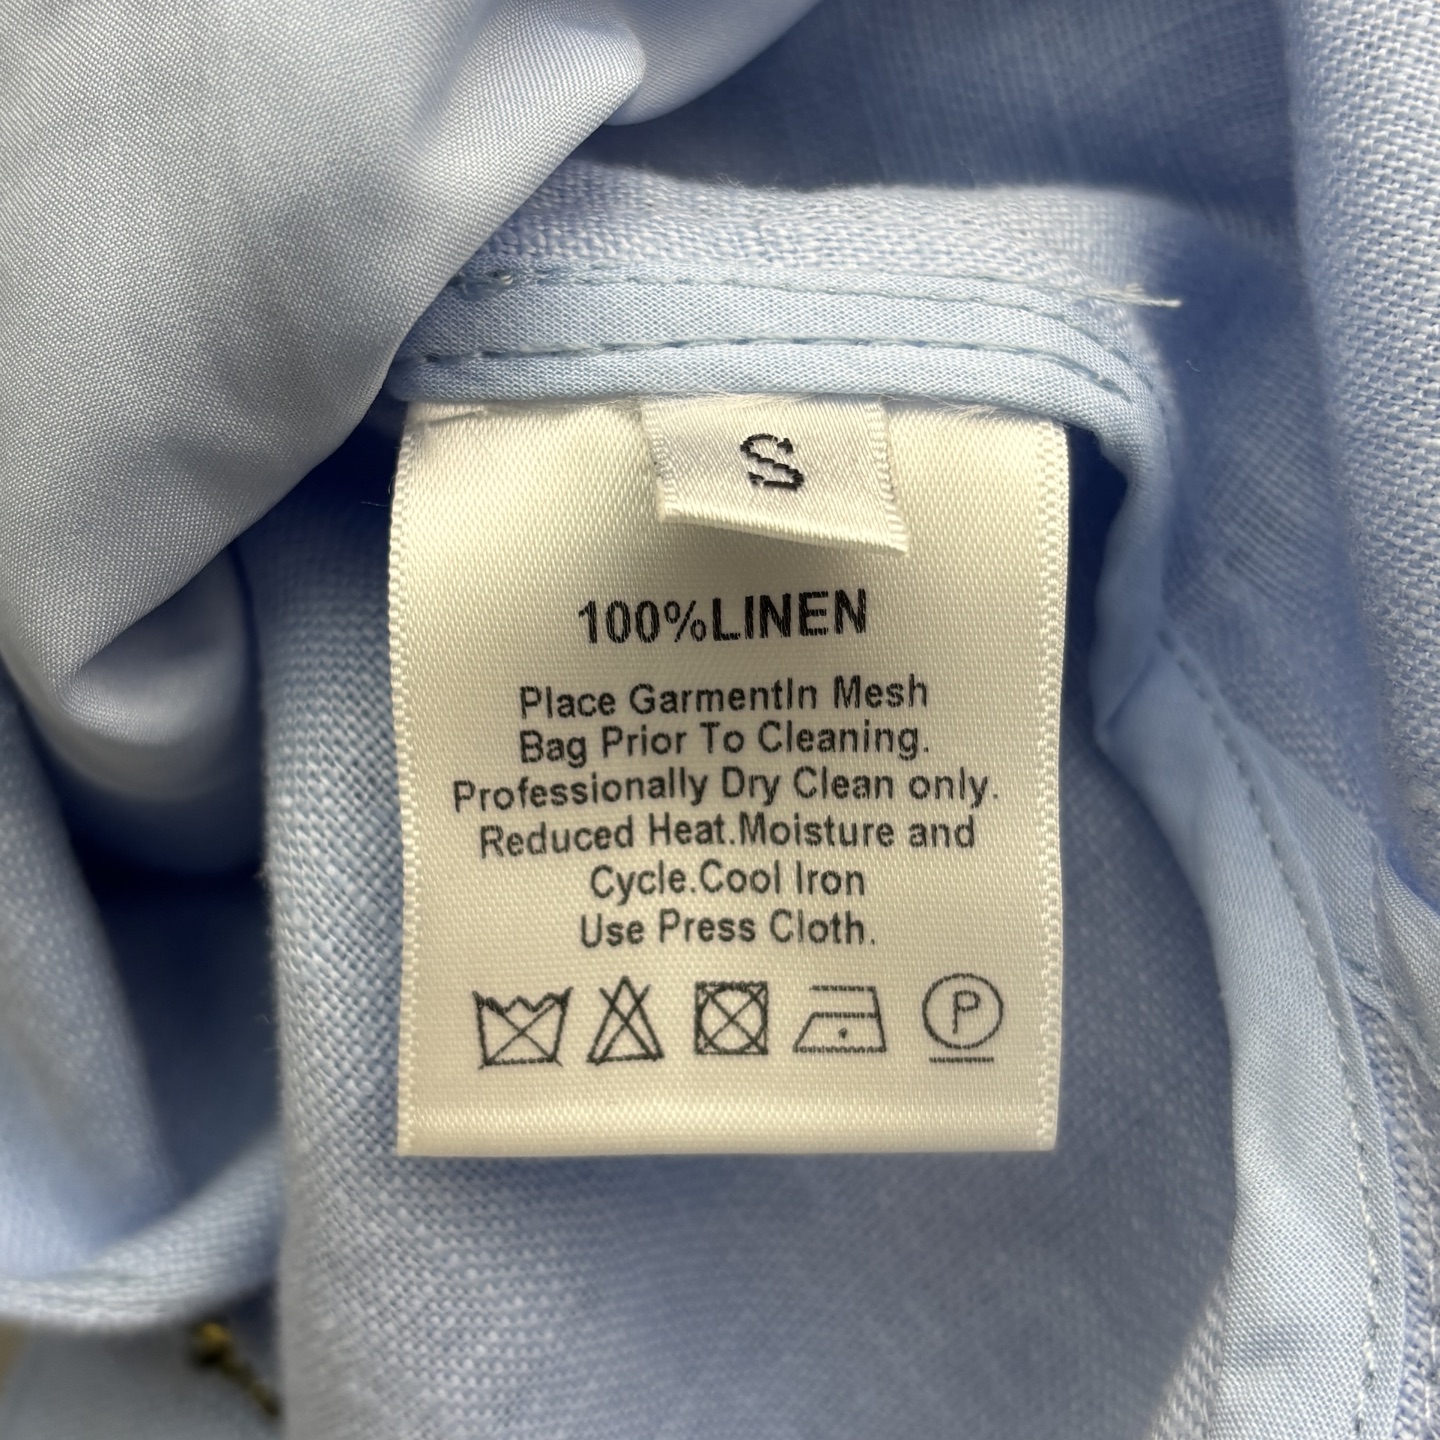 S
100%LINEN
Place GarmentIn Mesh
Bag Prior To Cleaning.
Professionally Dry Clean only.
Reduced Heat.Moisture and
Cycle.Cool Iron
Use Press Cloth.
P